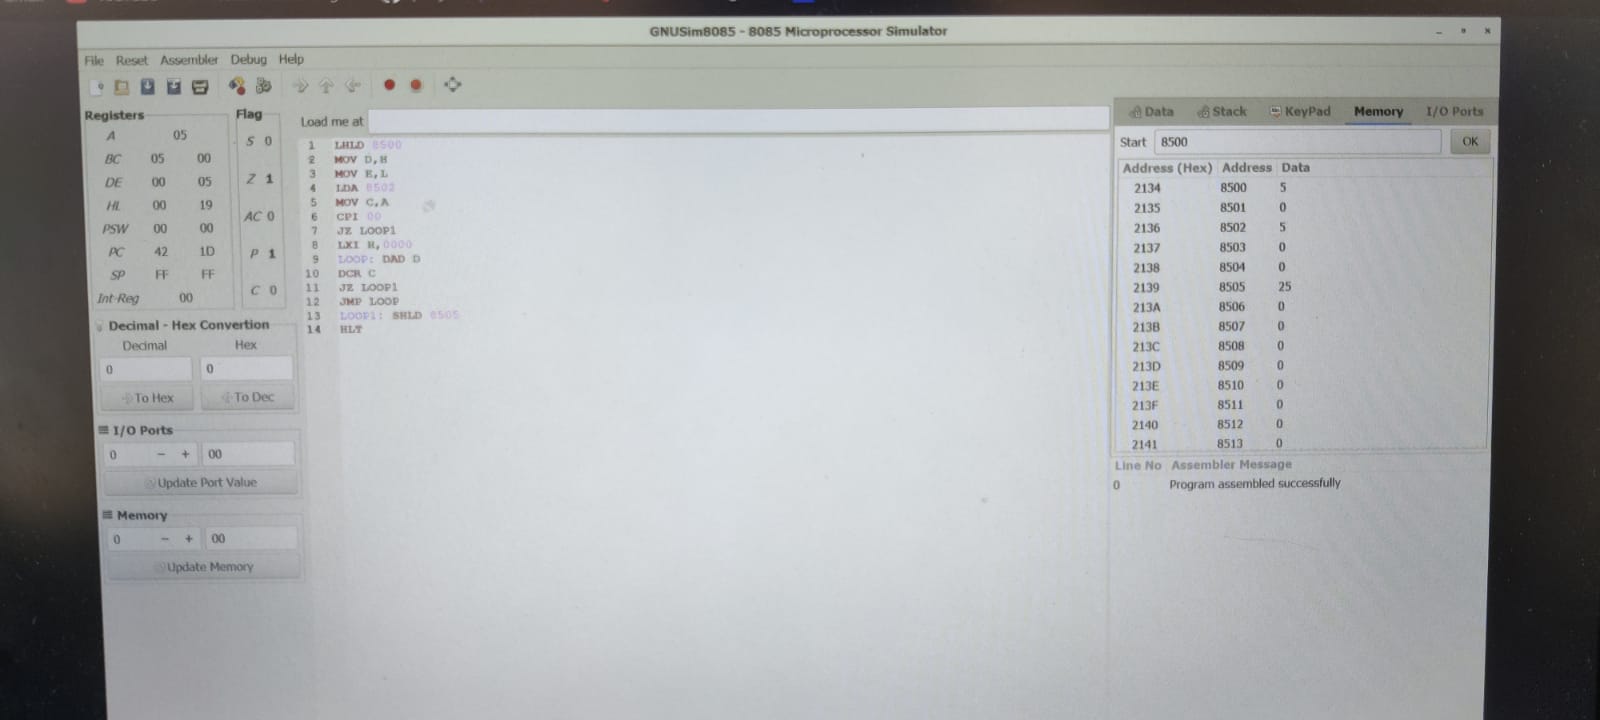 GNUSim8085 - 8085 Microprocessor Simulator
File Reset Assembler Debug Help
Registers
A 05
BC 05 00
DE 00 05
HL 00 19
PSW 00 00
PC 42 1D
SP FF FF
Int-Reg 00
Flag
S 0
Z 1
AC 0
P 1
C 0
Decimal - Hex Convertion
Decimal Hex
0 0
To Hex To Dec
I/O Ports
0 - + 00
Update Port Value
Memory
0 - + 00
Update Memory
Load me at
1 LHLD 8500
2 MOV D,H
3 MOV E,L
4 LDA 8502
5 MOV C,A
6 CPI 00
7 JZ LOOP1
8 LXI H,0000
9 LOOP: DAD D
10 DCR C
11 JZ LOOP1
12 JMP LOOP
13 LOOP1: SHLD 8505
14 HLT
Data Stack KeyPad Memory I/O Ports
Start 8500 OK
Address (Hex) Address Data
2134 8500 5
2135 8501 0
2136 8502 5
2137 8503 0
2138 8504 0
2139 8505 25
213A 8506 0
213B 8507 0
213C 8508 0
213D 8509 0
213E 8510 0
213F 8511 0
2140 8512 0
2141 8513 0
Line No Assembler Message
0 Program assembled successfully